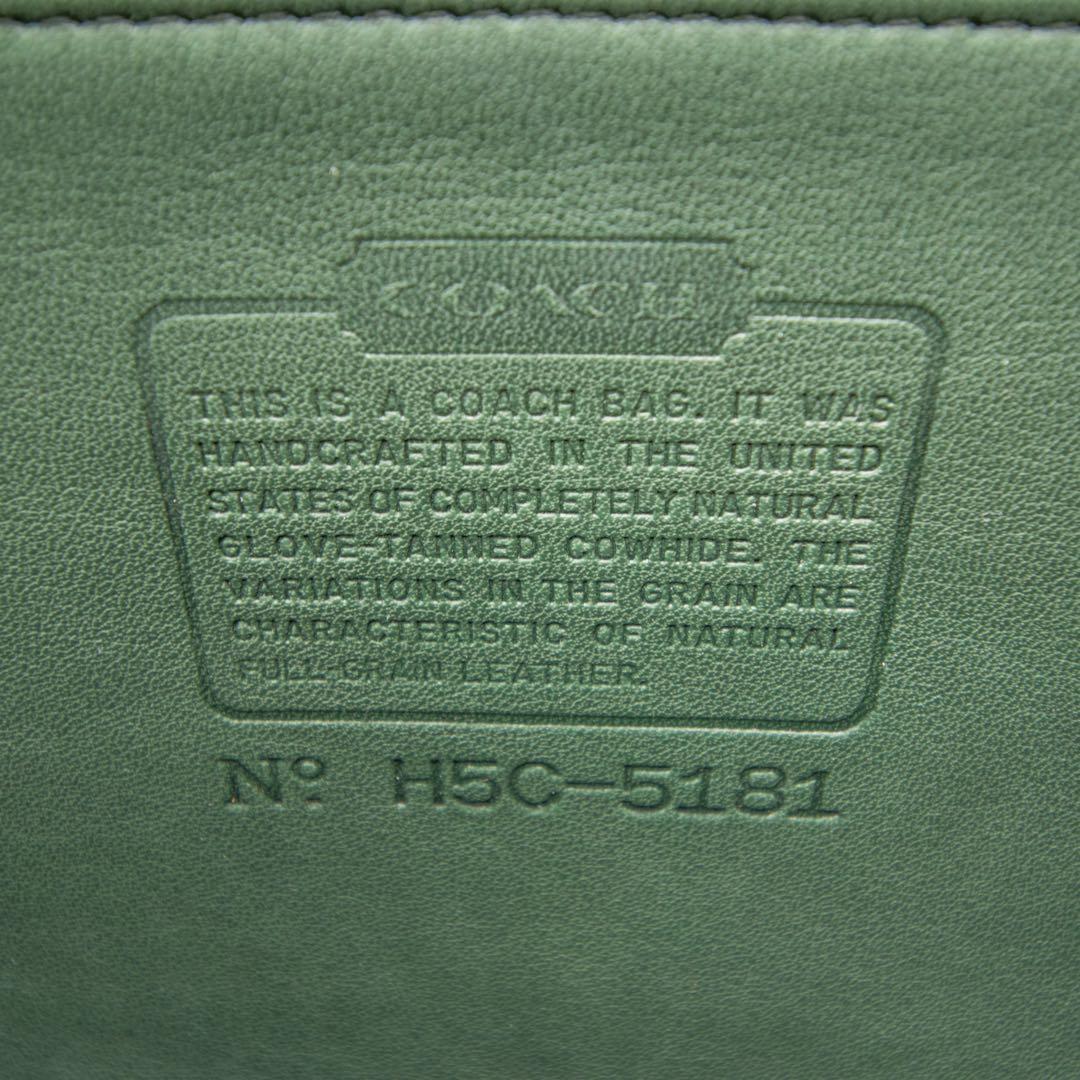 COACH
THIS IS A COACH BAG. IT WAS
HANDCRAFTED IN THE UNITED
STATES OF COMPLETELY NATURAL
GLOVE-TANNED COWHIDE. THE
VARIATIONS IN THE GRAIN ARE
CHARACTERISTIC OF NATURAL
FULL-GRAIN LEATHER.
Nº H5C-5181